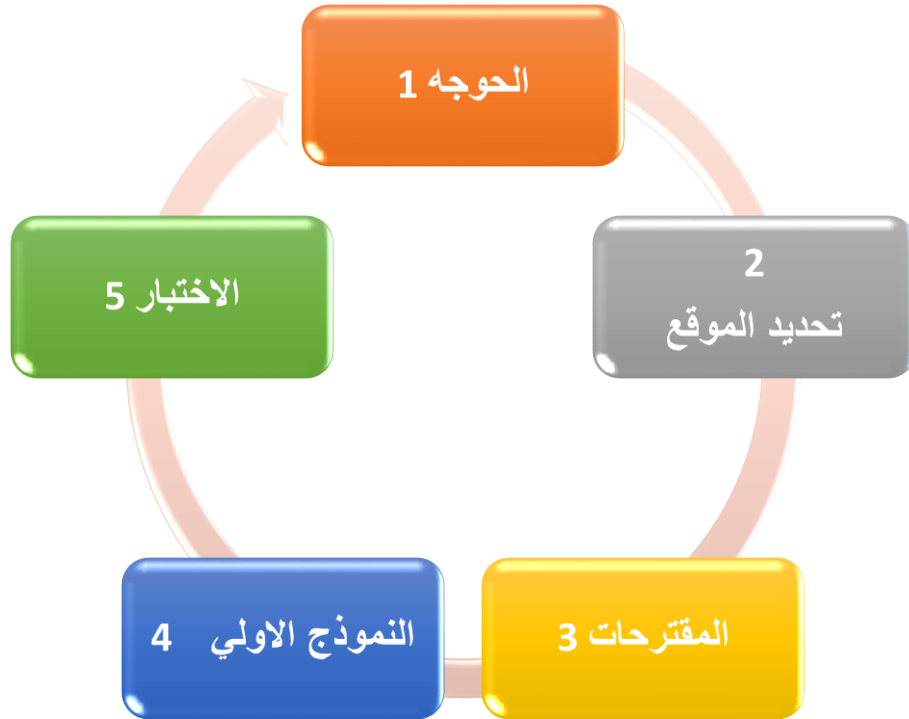 الحوجه 1
2
تحديد الموقع
المقترحات 3
النموذج الاولي 4
الاختبار 5